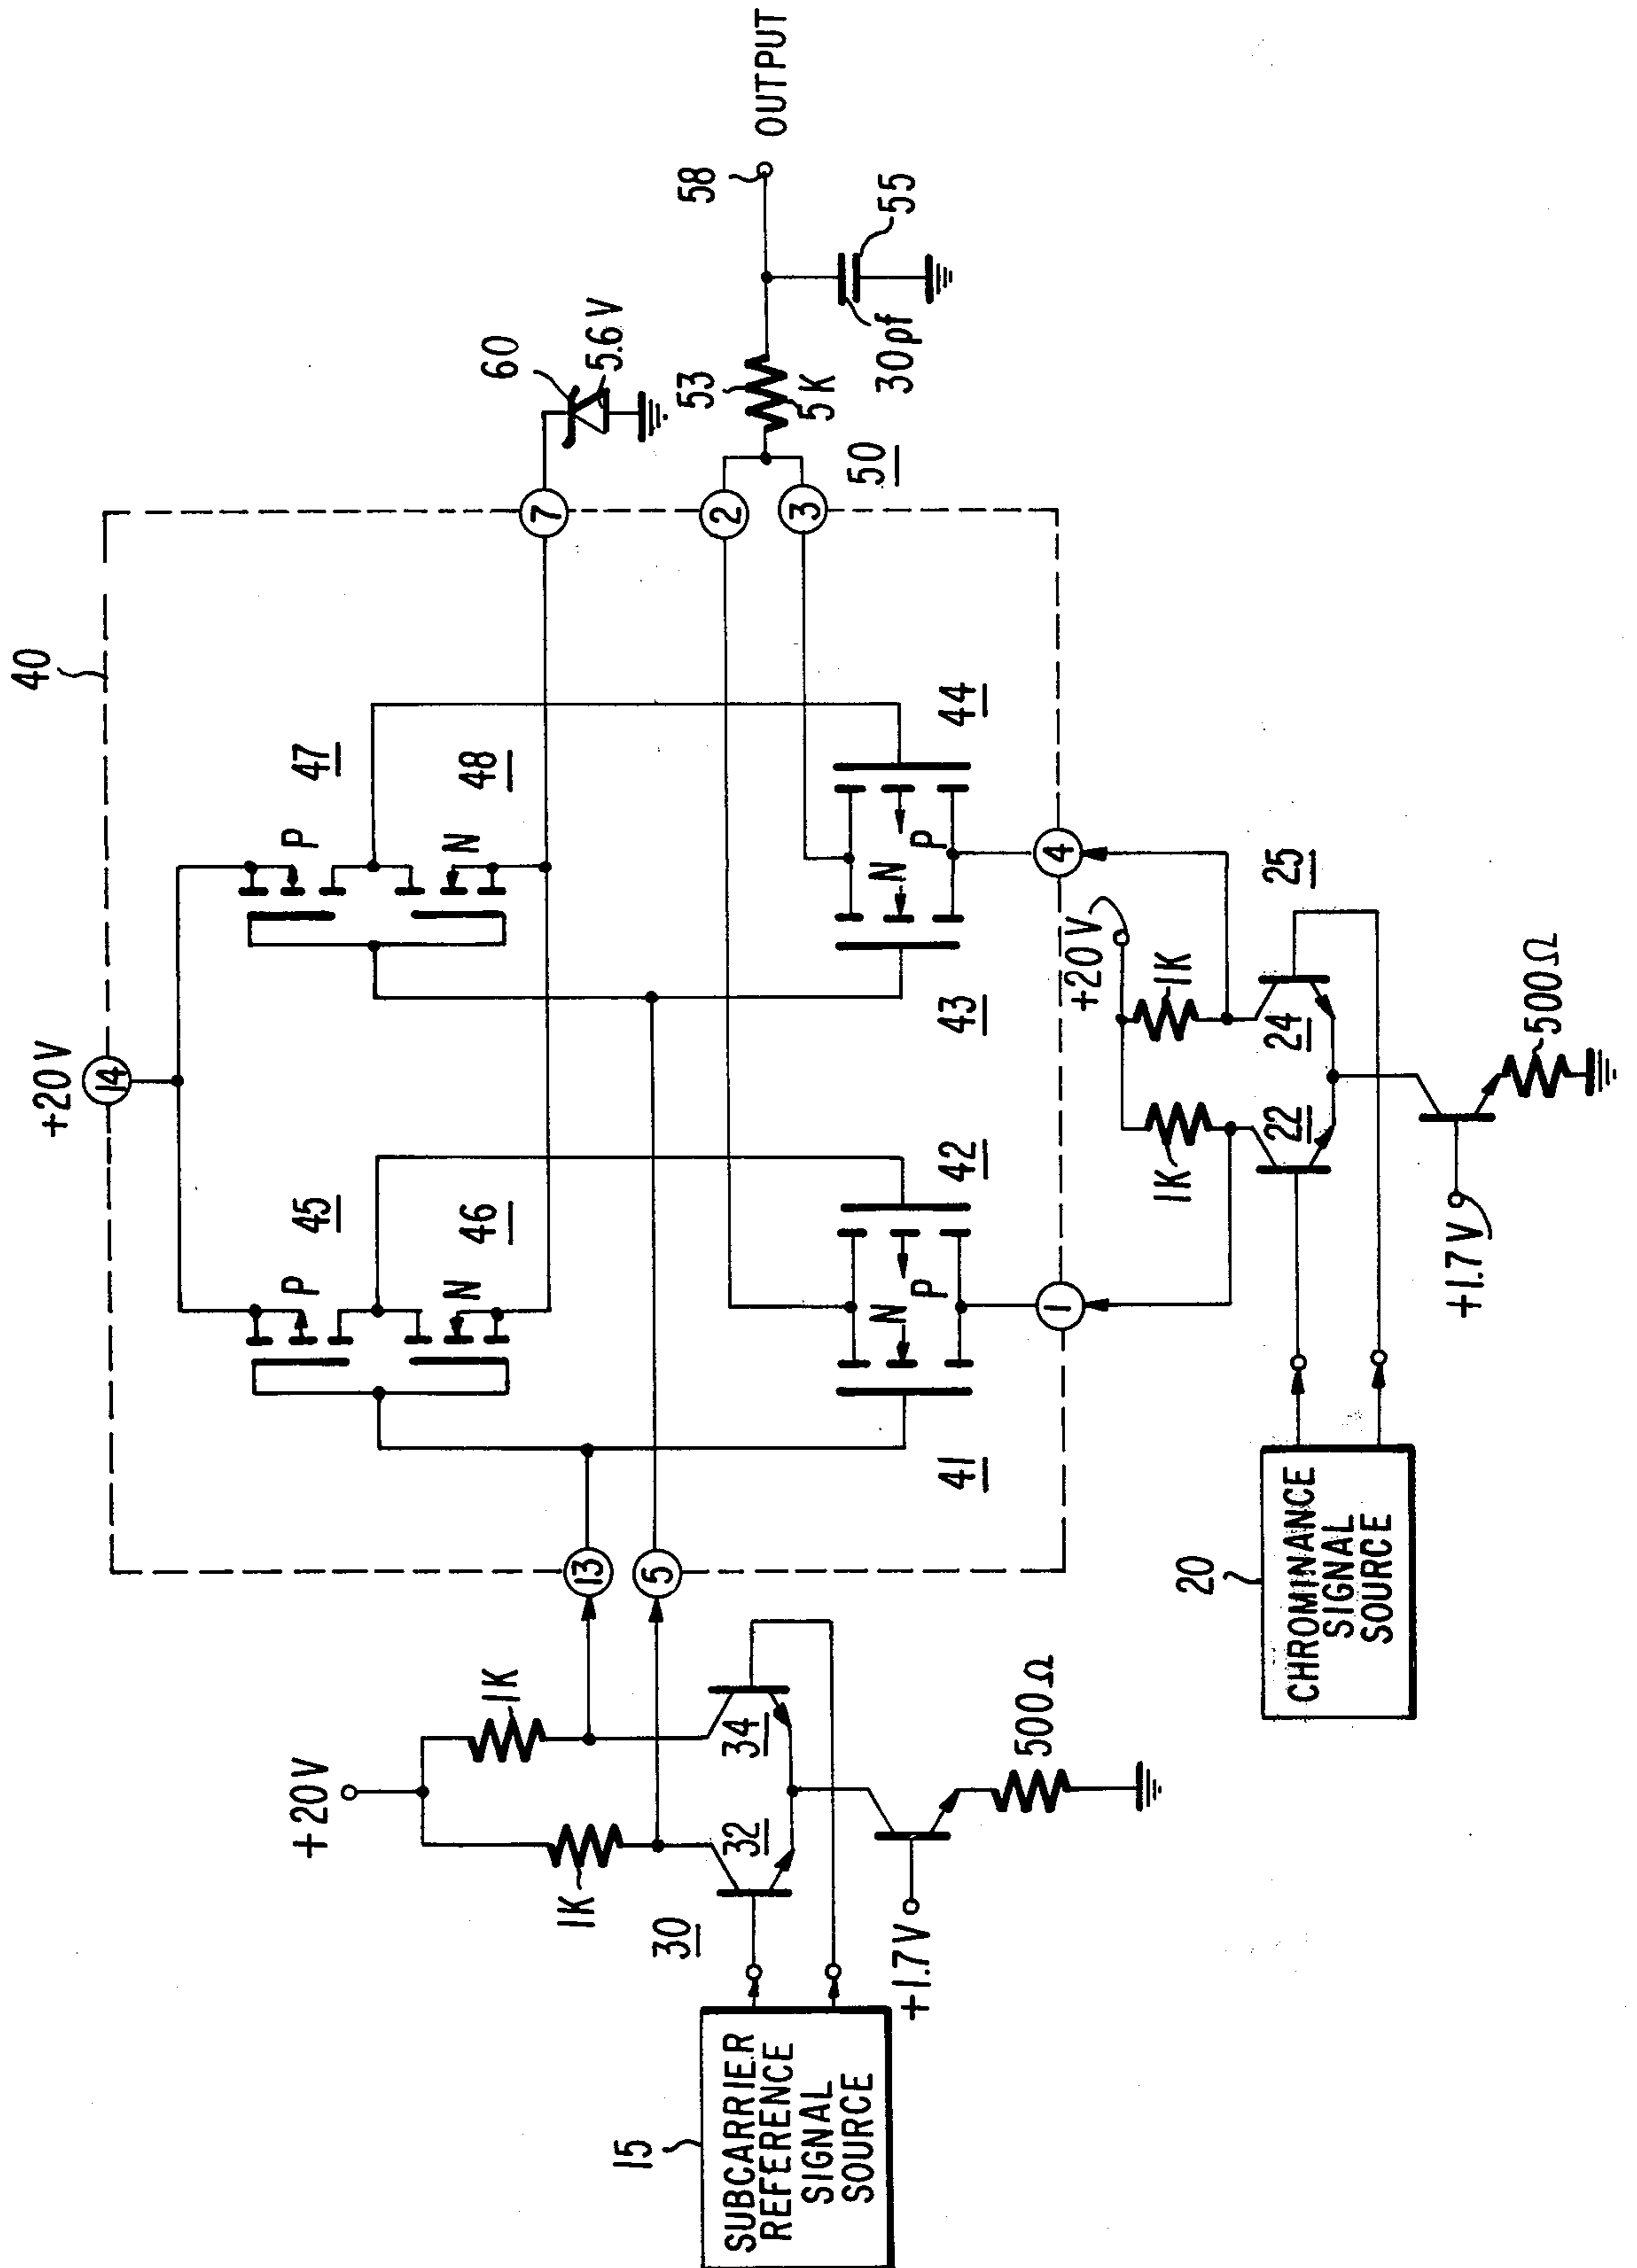 40
+20V
14
45
P
46
N
47
P
48
N
60
5.6V
7
2
3
50
53
5K
58
OUTPUT
30pf
55
13
5
41
N
P
42
43
N
P
44
1
4
+20V
1K
1K
30
32
34
+1.7V
500Ω
15
SUBCARRIER
REFERENCE
SIGNAL
SOURCE
+20V
1K
1K
22
24
25
+1.7V
500Ω
20
CHROMINANCE
SIGNAL
SOURCE